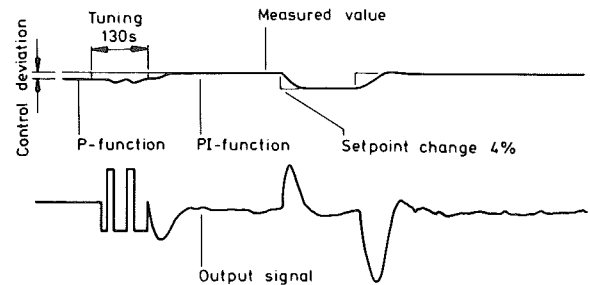 Tuning
130s
Measured value
Control deviation
P-function
PI-function
Setpoint change 4%
Output signal